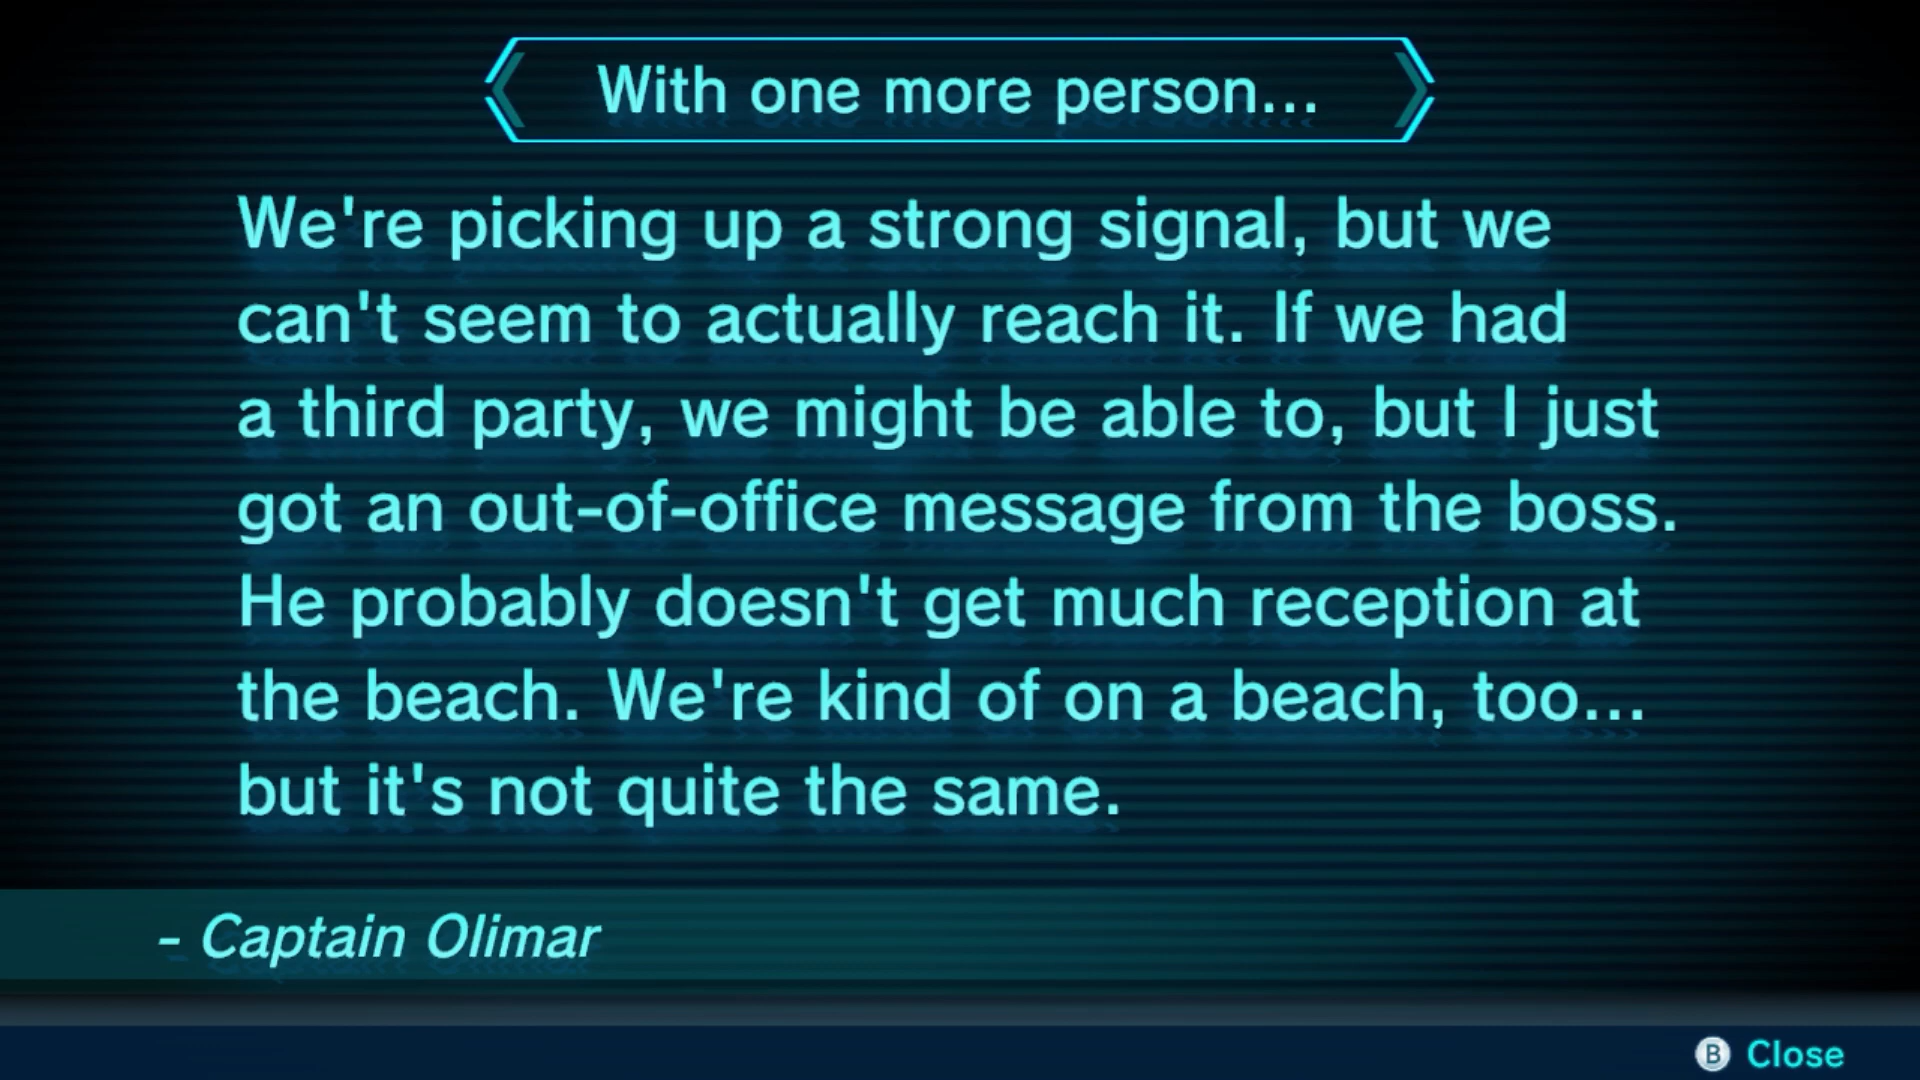 With one more person...
We're picking up a strong signal, but we
can't seem to actually reach it. If we had
a third party, we might be able to, but I just
got an out-of-office message from the boss.
He probably doesn't get much reception at
the beach. We're kind of on a beach, too...
but it's not quite the same.
- Captain Olimar
B Close